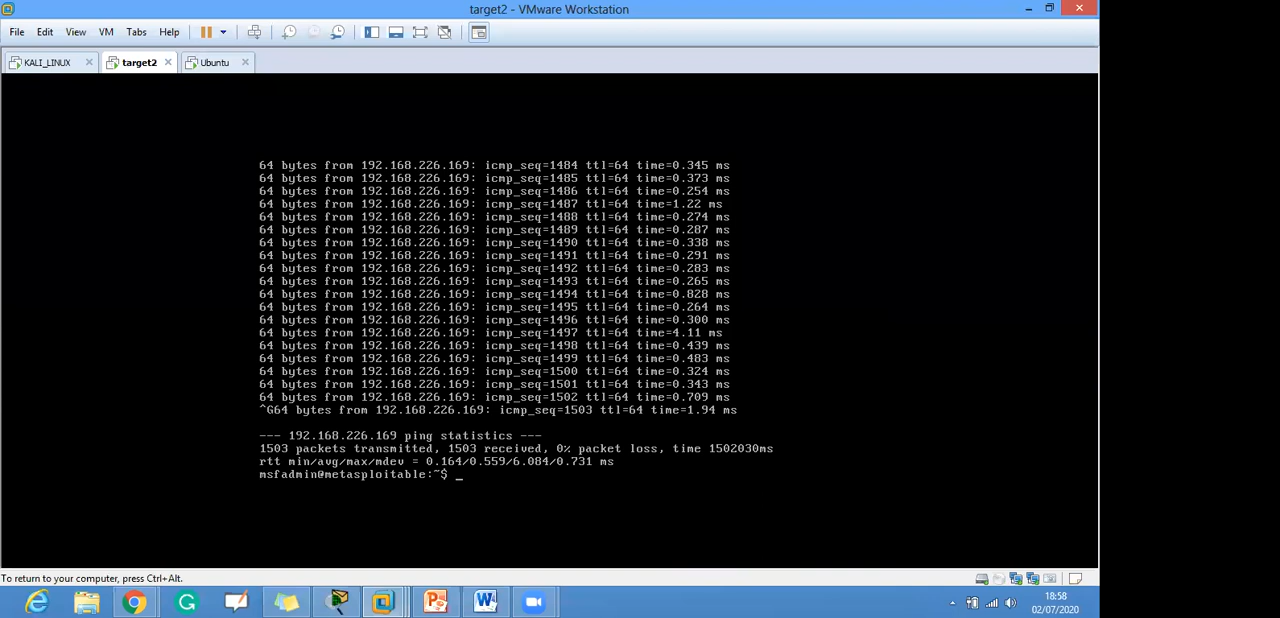 target2 - VMware Workstation
File Edit View VM Tabs Help
KALI_LINUX target2 Ubuntu
64 bytes from 192.168.226.169: icmp_seq=1484 ttl=64 time=0.345 ms
64 bytes from 192.168.226.169: icmp_seq=1485 ttl=64 time=0.373 ms
64 bytes from 192.168.226.169: icmp_seq=1486 ttl=64 time=0.254 ms
64 bytes from 192.168.226.169: icmp_seq=1487 ttl=64 time=1.22 ms
64 bytes from 192.168.226.169: icmp_seq=1488 ttl=64 time=0.274 ms
64 bytes from 192.168.226.169: icmp_seq=1489 ttl=64 time=0.287 ms
64 bytes from 192.168.226.169: icmp_seq=1490 ttl=64 time=0.338 ms
64 bytes from 192.168.226.169: icmp_seq=1491 ttl=64 time=0.291 ms
64 bytes from 192.168.226.169: icmp_seq=1492 ttl=64 time=0.283 ms
64 bytes from 192.168.226.169: icmp_seq=1493 ttl=64 time=0.265 ms
64 bytes from 192.168.226.169: icmp_seq=1494 ttl=64 time=0.828 ms
64 bytes from 192.168.226.169: icmp_seq=1495 ttl=64 time=0.264 ms
64 bytes from 192.168.226.169: icmp_seq=1496 ttl=64 time=0.300 ms
64 bytes from 192.168.226.169: icmp_seq=1497 ttl=64 time=4.11 ms
64 bytes from 192.168.226.169: icmp_seq=1498 ttl=64 time=0.439 ms
64 bytes from 192.168.226.169: icmp_seq=1499 ttl=64 time=0.483 ms
64 bytes from 192.168.226.169: icmp_seq=1500 ttl=64 time=0.324 ms
64 bytes from 192.168.226.169: icmp_seq=1501 ttl=64 time=0.343 ms
64 bytes from 192.168.226.169: icmp_seq=1502 ttl=64 time=0.709 ms
^G64 bytes from 192.168.226.169: icmp_seq=1503 ttl=64 time=1.94 ms
--- 192.168.226.169 ping statistics ---
1503 packets transmitted, 1503 received, 0% packet loss, time 1502030ms
rtt min/avg/max/mdev = 0.164/0.559/6.084/0.731 ms
msfadmin@metasploitable:~$ _
To return to your computer, press Ctrl+Alt.
18:58
02/07/2020